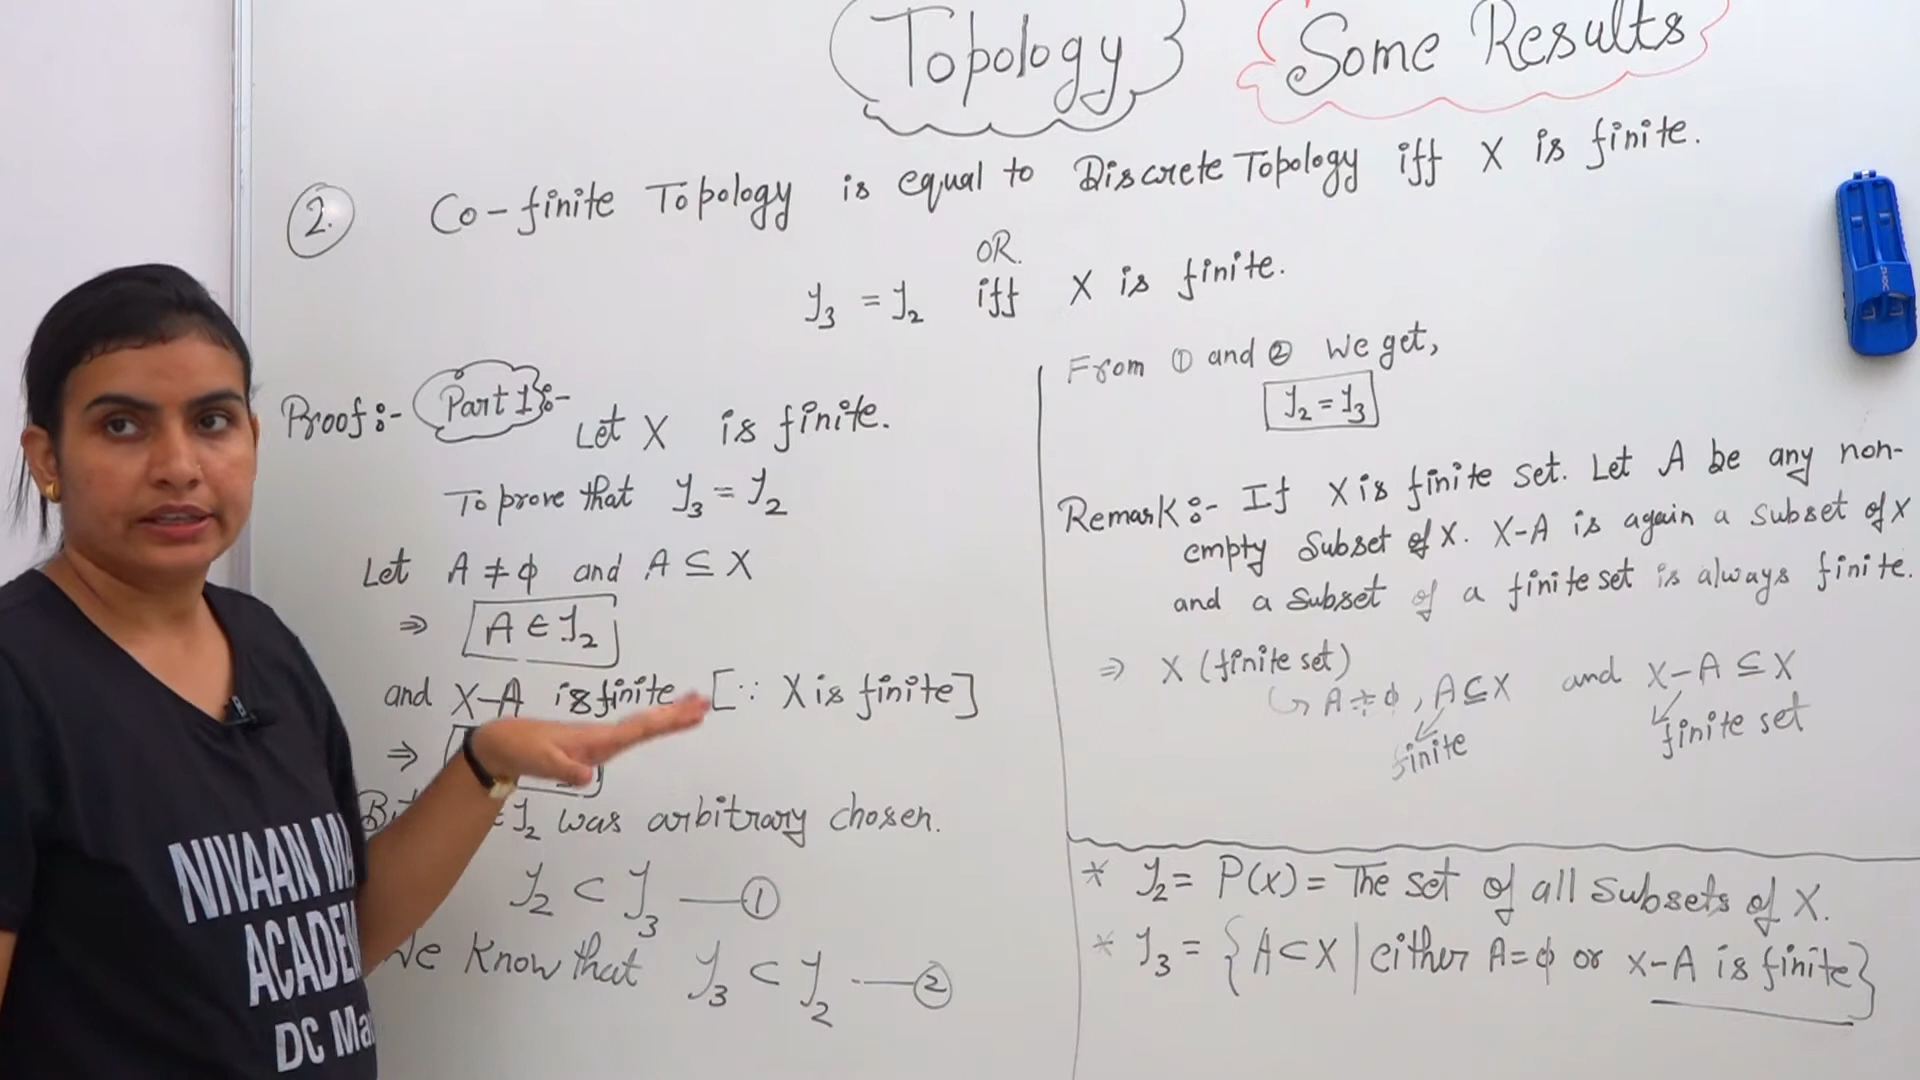 Topology
Some Results
2. Co-finite Topology is equal to Discrete Topology iff X is finite.
OR.
J₃ = J₂ iff X is finite.
Proof:- Part 1:- Let X is finite.
To prove that J₃ = J₂
Let A ≠ ϕ and A ⊆ X
⇒ A ∈ J₂
and X-A is finite [∵ X is finite]
⇒
J₂ was arbitrary chosen.
J₂ ⊂ J₃ —①
We know that J₃ ⊂ J₂ —②
From ① and ② we get,
J₂ = J₃
Remark:- If X is finite set. Let A be any non-
empty subset of X. X-A is again a subset of X
and a subset of a finite set is always finite.
⇒ X (finite set)
↪ A ≠ ϕ, A ⊆ X and X-A ⊆ X
finite finite set
* J₂ = P(X) = The set of all subsets of X.
* J₃ = {A ⊂ X | either A = ϕ or X-A is finite}
NIVAAN
ACADEM
DC